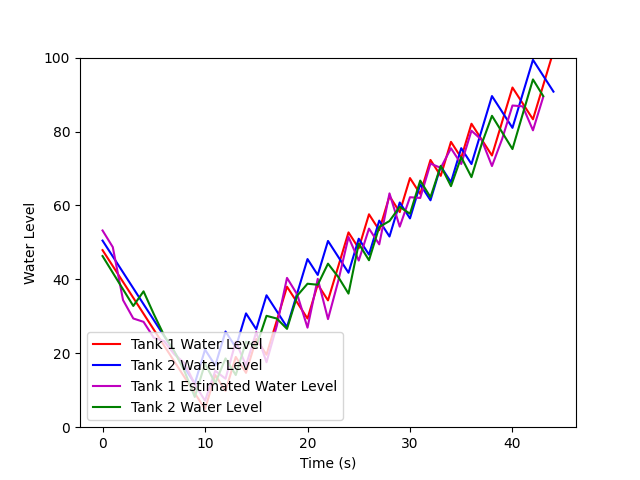 100
80
60
40
20
0
Water Level
Tank 1 Water Level
Tank 2 Water Level
Tank 1 Estimated Water Level
Tank 2 Water Level
0 10 20 30 40
Time (s)